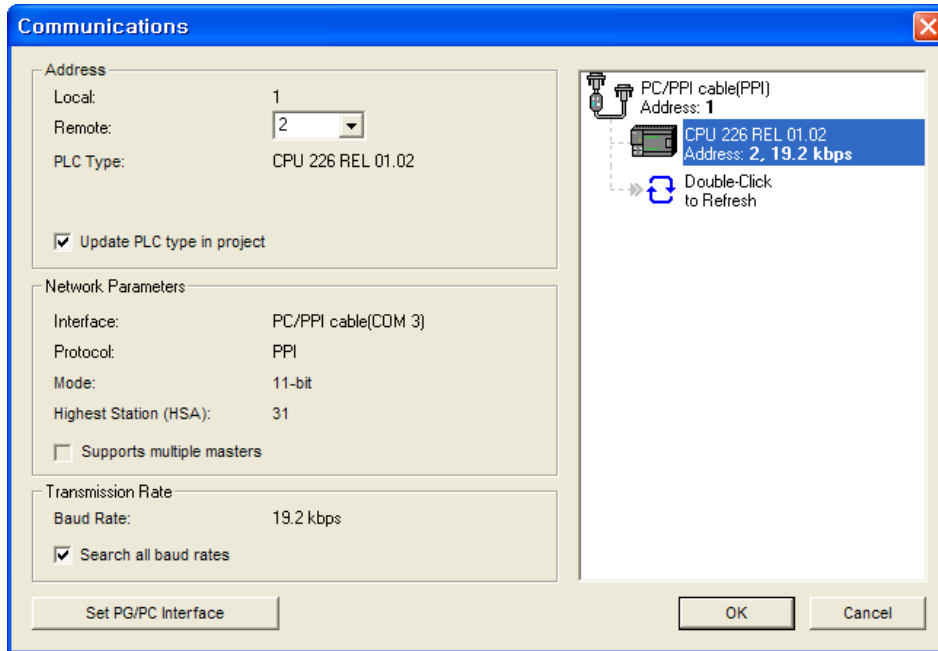 Communications
Address
Local: 1
Remote: 2
PLC Type: CPU 226 REL 01.02
Update PLC type in project
Network Parameters
Interface: PC/PPI cable(COM 3)
Protocol: PPI
Mode: 11-bit
Highest Station (HSA): 31
Supports multiple masters
Transmission Rate
Baud Rate: 19.2 kbps
Search all baud rates
Set PG/PC Interface
PC/PPI cable(PPI)
Address: 1
CPU 226 REL 01.02
Address: 2, 19.2 kbps
Double-Click
to Refresh
OK
Cancel